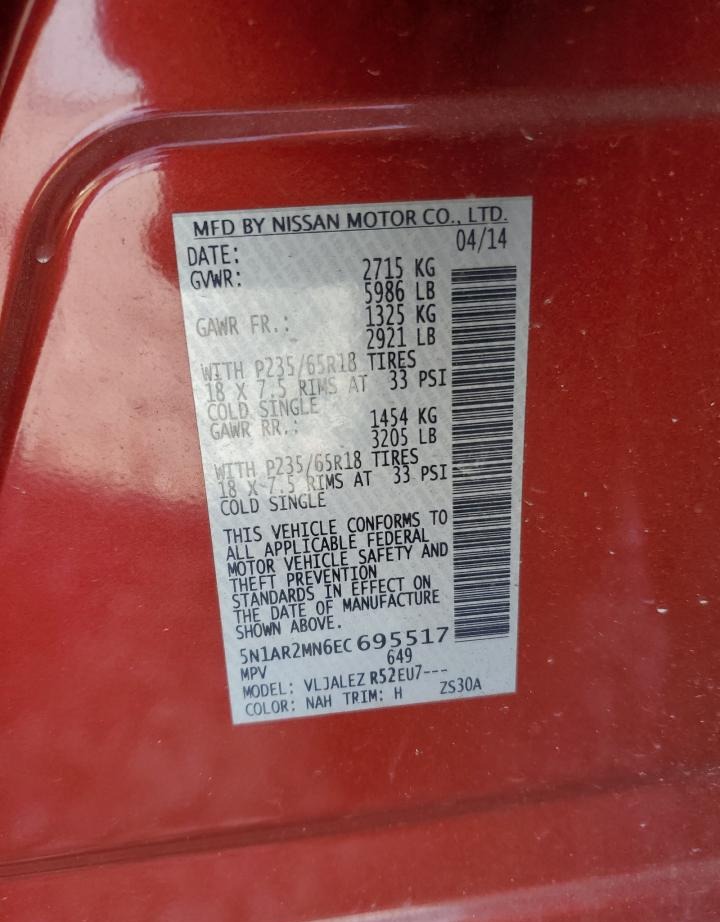 MFD BY NISSAN MOTOR CO., LTD.
DATE: 04/14
GVWR: 2715 KG
5986 LB
GAWR FR.: 1325 KG
2921 LB
WITH P235/65R18 TIRES
18 X 7.5 RIMS AT 33 PSI
COLD SINGLE
GAWR RR.: 1454 KG
3205 LB
WITH P235/65R18 TIRES
18 X 7.5 RIMS AT 33 PSI
COLD SINGLE
THIS VEHICLE CONFORMS TO
ALL APPLICABLE FEDERAL
MOTOR VEHICLE SAFETY AND
THEFT PREVENTION
STANDARDS IN EFFECT ON
THE DATE OF MANUFACTURE
SHOWN ABOVE.
5N1AR2MN6EC695517
MPV 649
MODEL: VLJALEZ R52EU7---
COLOR: NAH TRIM: H ZS30A